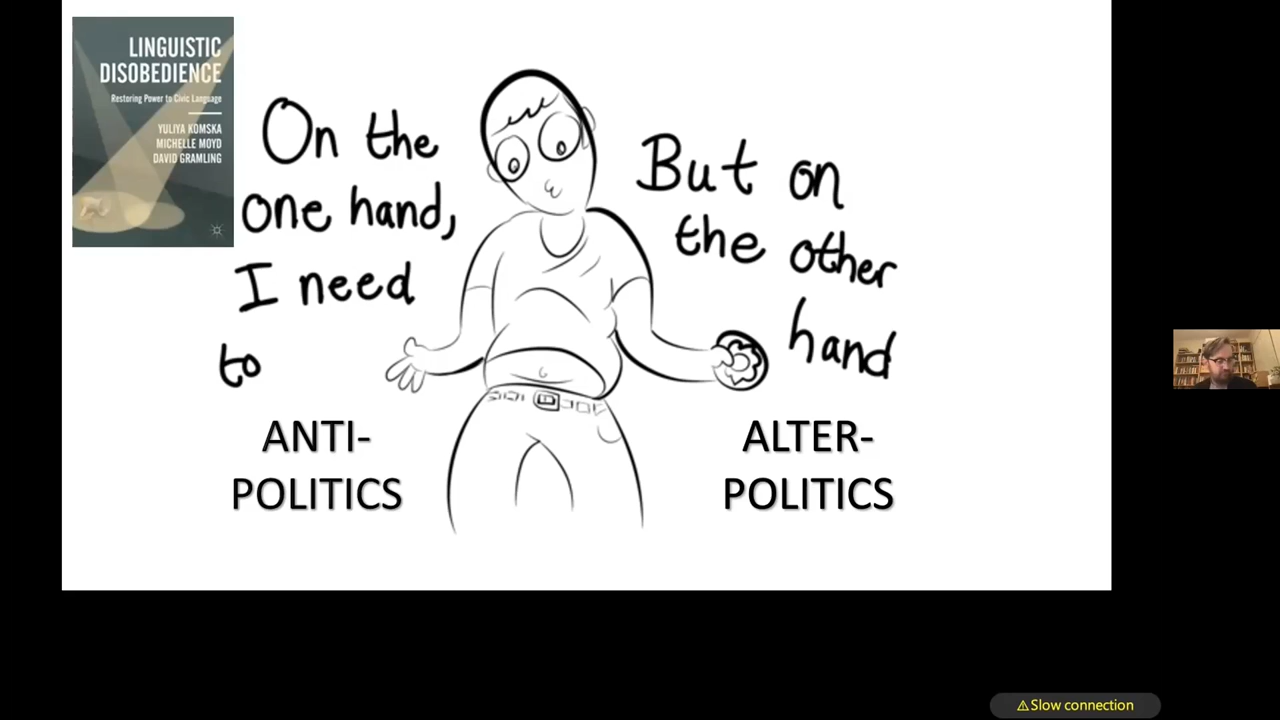 LINGUISTIC
DISOBEDIENCE
Restoring Power to Civic Language
YULIYA KOMSKA
MICHELLE MOYD
DAVID GRAMLING
On the
one hand,
I need
to
ANTI-
POLITICS
But on
the other
hand
ALTER-
POLITICS
⚠Slow connection